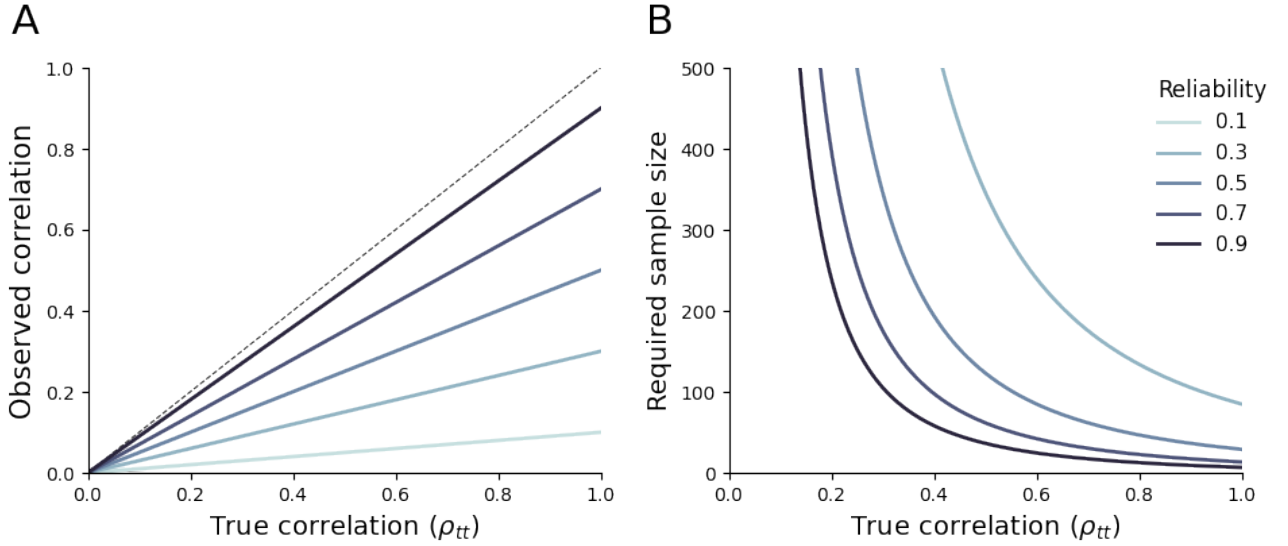 A
1.0
0.8
0.6
0.4
0.2
0.0
Observed correlation
0.0 0.2 0.4 0.6 0.8 1.0
True correlation (ρtt)
B
500
400
300
200
100
0
Required sample size
0.0 0.2 0.4 0.6 0.8 1.0
True correlation (ρtt)
Reliability
0.1
0.3
0.5
0.7
0.9